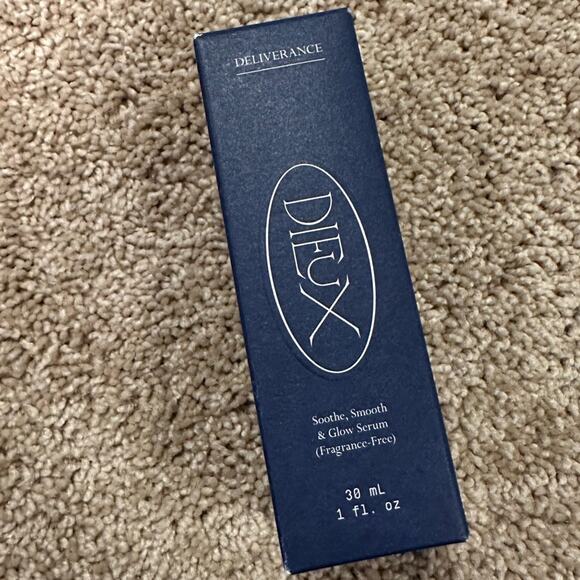 DELIVERANCE
DIEUX
Soothe, Smooth
& Glow Serum
(Fragrance-Free)
30 mL
1 fl. oz